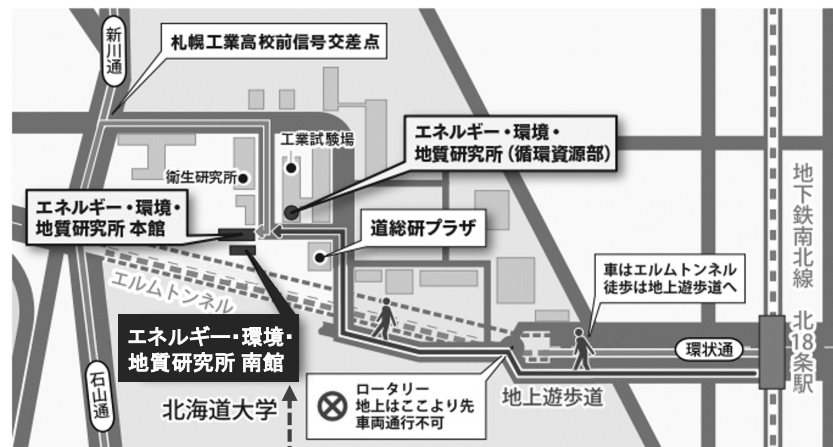 新川通
札幌工業高校前信号交差点
工業試験場
エネルギー・環境・
地質研究所（循環資源部）
衛生研究所
エネルギー・環境・
地質研究所 本館
道総研プラザ
地下鉄南北線 北18条駅
エルムトンネル
車はエルムトンネル
徒歩は地上遊歩道へ
エネルギー・環境・
地質研究所 南館
環状通
石山通
北海道大学
ロータリー
地上はここより先
車両通行不可
地上遊歩道